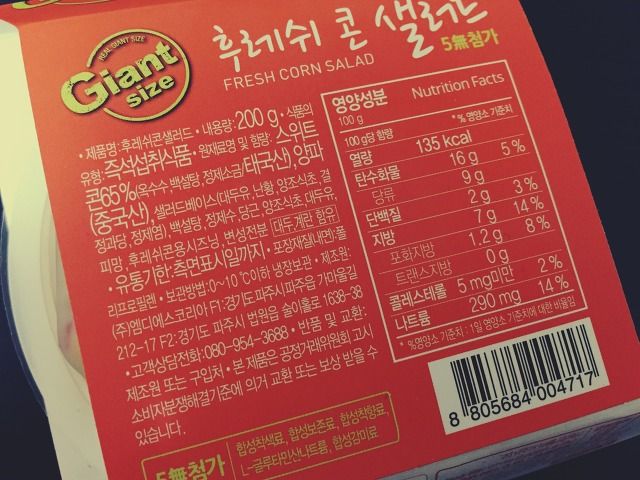 REAL GIANT SIZE
Giant
size
후레쉬 콘 샐러드
FRESH CORN SALAD
5無첨가
• 제품명: 후레쉬콘샐러드 • 내용량: 200 g • 식품의
유형: 즉석섭취식품 • 원재료명 및 함량: 스위트
콘65%(옥수수, 백설탕, 정제소금/태국산), 양파
(중국산), 샐러드베이스(대두유, 난황, 양조식초, 결
정과당, 정제염), 백설탕, 정제수, 당근, 양조식초,
피망, 후레쉬콘용시즈닝, 변성전분 대두,계란 함유
• 유통기한: 측면표시일까지 • 포장재질(내면):폴
리프로필렌 • 보관방법:0~10℃이하 냉장보관 • 제조원:
(주)엠디에스코리아 F1: 경기도 파주시 파주읍 가마울길
212-17 F2: 경기도 파주시 법원읍 술이홀로 1638-38
• 고객상담전화:080-954-3688 • 반품 및 교환:
제조원 또는 구입처 • 본 제품은 공정거래위원회 고시
소비자분쟁해결기준에 의거 교환 또는 보상 받을 수
있습니다.
영양성분 Nutrition Facts
100 g
100 g당 함량 * % 영양소 기준치
열량 135 kcal
탄수화물 16 g 5 %
당류 9 g
단백질 2 g 3 %
지방 7 g 14 %
포화지방 1.2 g 8 %
트랜스지방 0 g
콜레스테롤 5 mg미만 2 %
나트륨 290 mg 14 %
* %영양소 기준치 : 1일 영양소 기준치에 대한 비율임
8 805684 004717
5無첨가
합성착색료, 합성보존료, 합성착향료,
L-글루타민산나트륨, 합성감미료